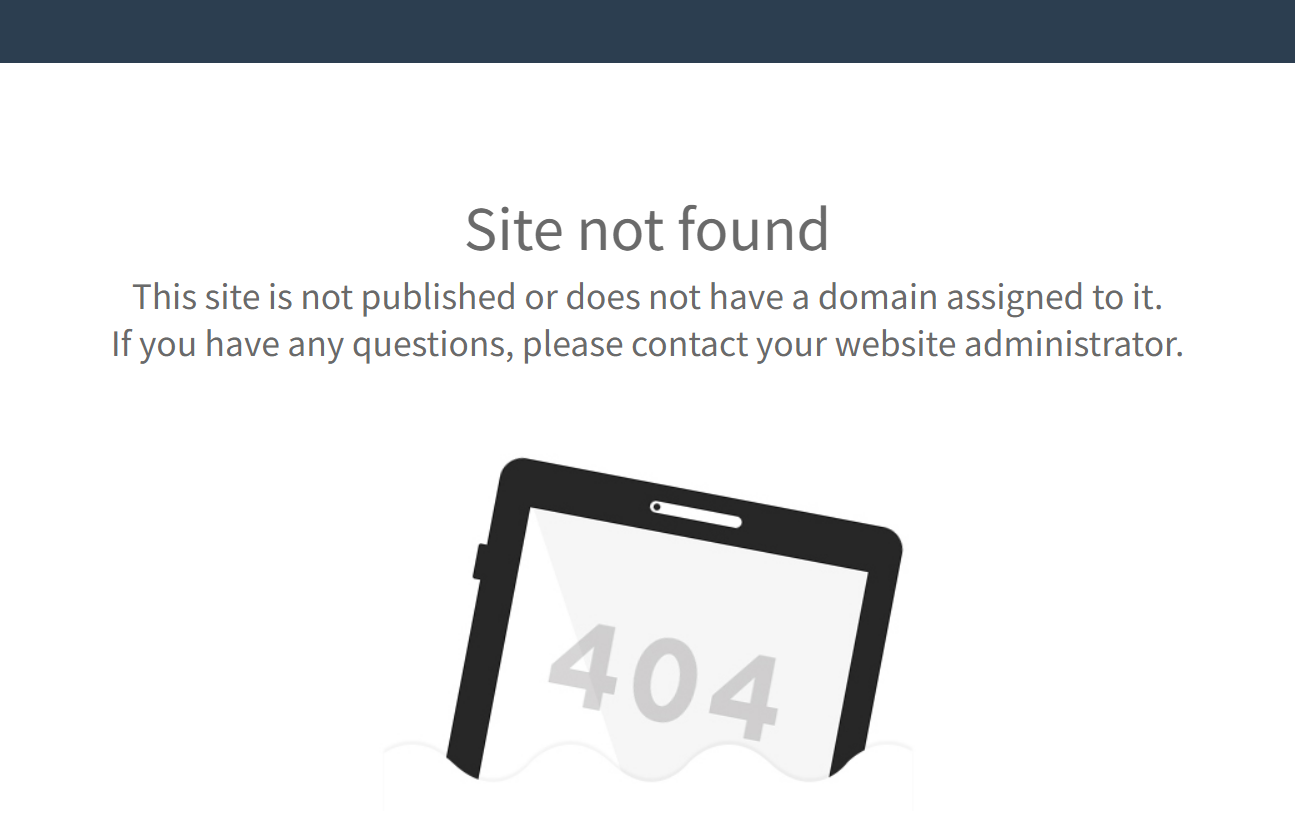 Site not found
This site is not published or does not have a domain assigned to it.
If you have any questions, please contact your website administrator.
404